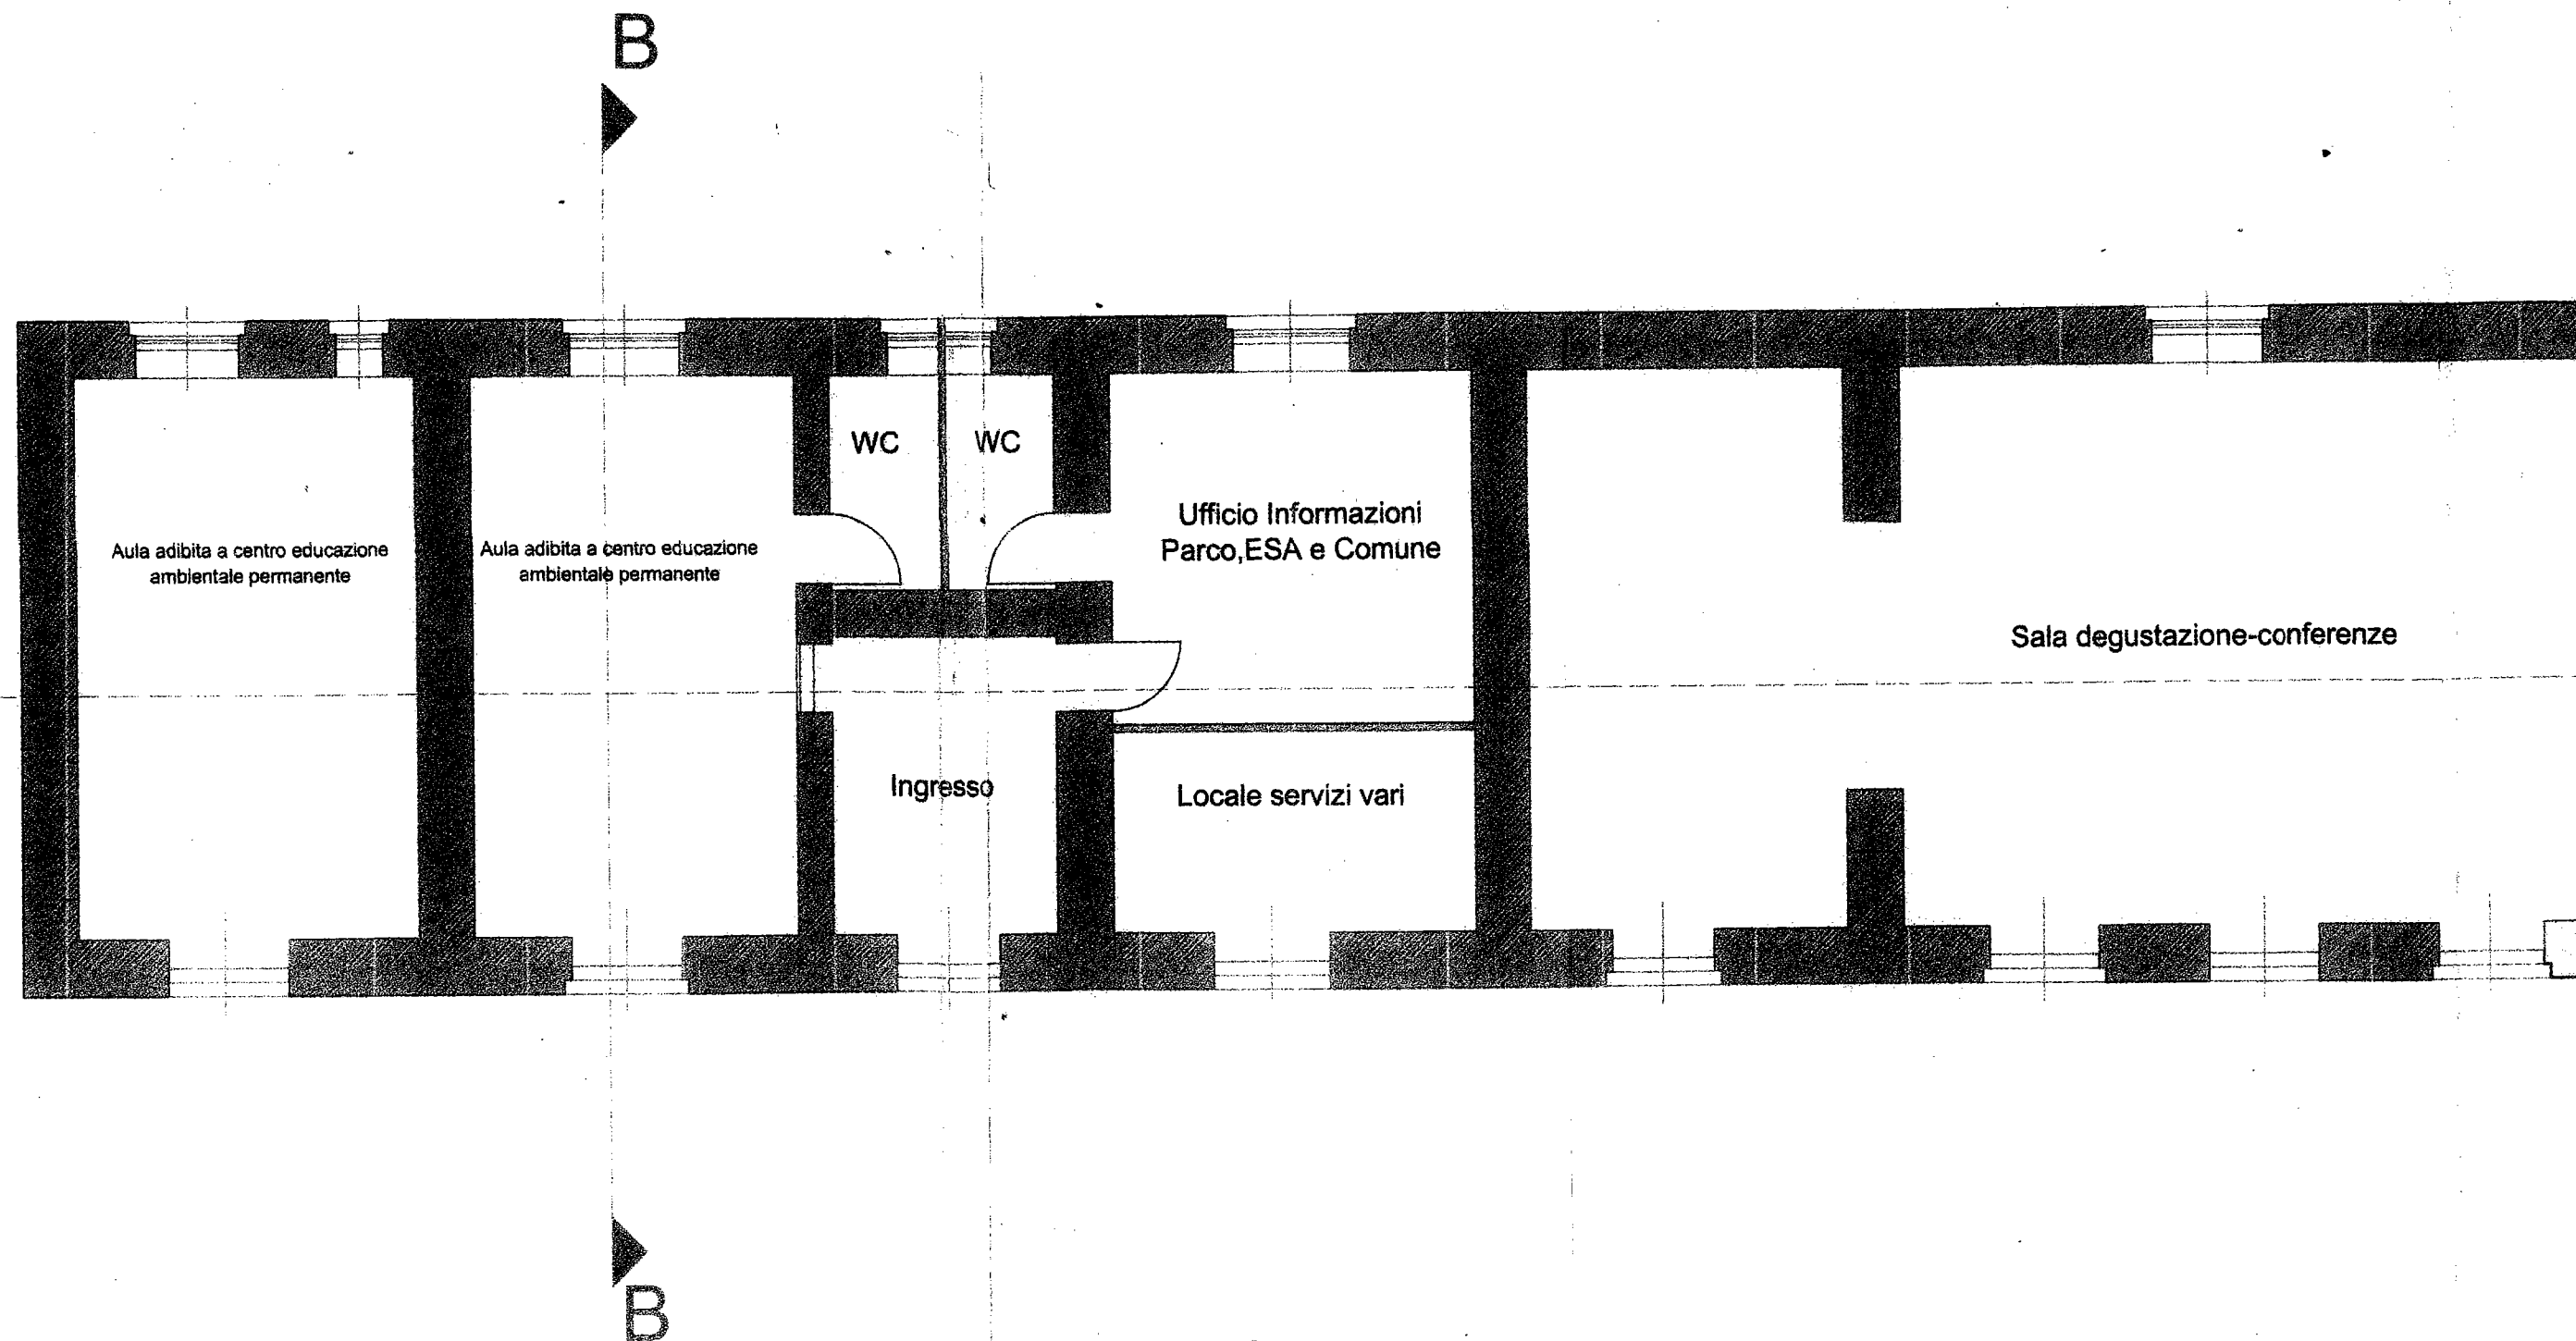 B
WC
WC
Ufficio Informazioni
Parco,ESA e Comune
Aula adibita a centro educazione
ambientale permanente
Aula adibita a centro educazione
ambientale permanente
Sala degustazione-conferenze
Ingresso
Locale servizi vari
B